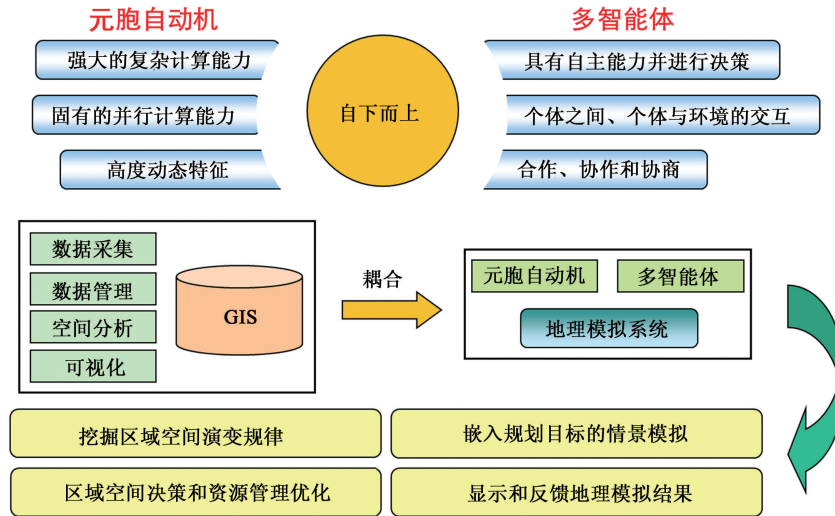 元胞自动机
多智能体
强大的复杂计算能力
固有的并行计算能力
高度动态特征
自下而上
具有自主能力并进行决策
个体之间、个体与环境的交互
合作、协作和协商
数据采集
数据管理
空间分析
可视化
GIS
耦合
元胞自动机
多智能体
地理模拟系统
挖掘区域空间演变规律
嵌入规划目标的情景模拟
区域空间决策和资源管理优化
显示和反馈地理模拟结果